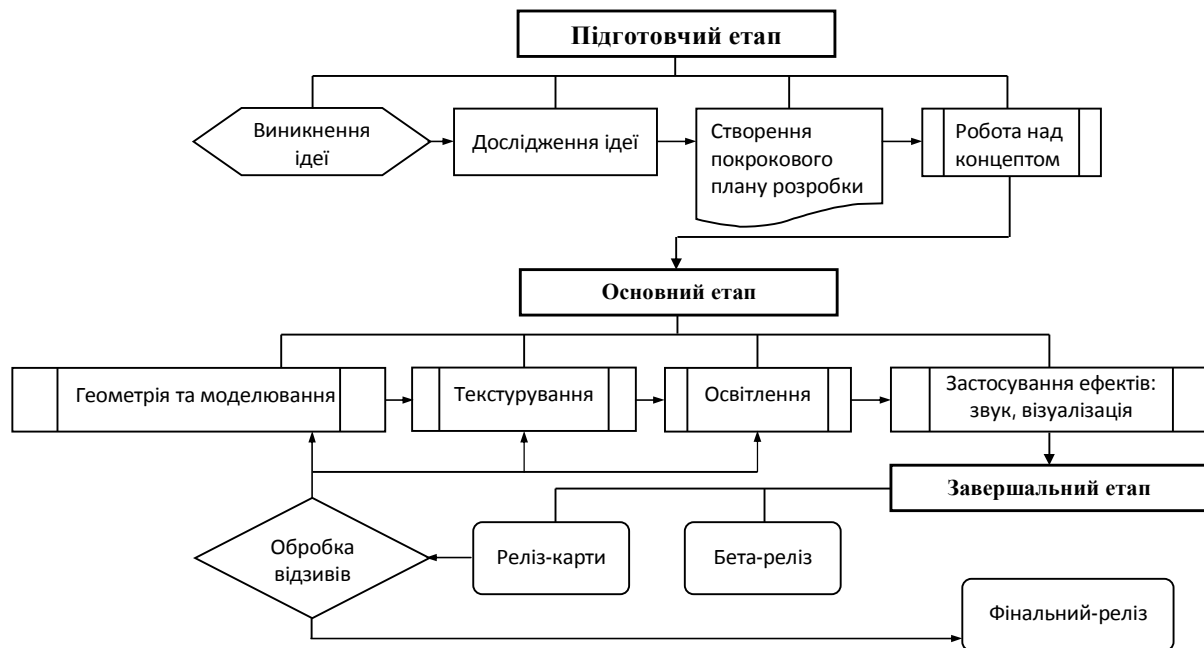 Підготовчий етап
Виникнення
ідеї
Дослідження ідеї
Створення
покрокового
плану розробки
Робота над
концептом
Основний етап
Геометрія та моделювання
Текстурування
Освітлення
Застосування ефектів:
звук, візуалізація
Завершальний етап
Обробка
відзивів
Реліз-карти
Бета-реліз
Фінальний-реліз